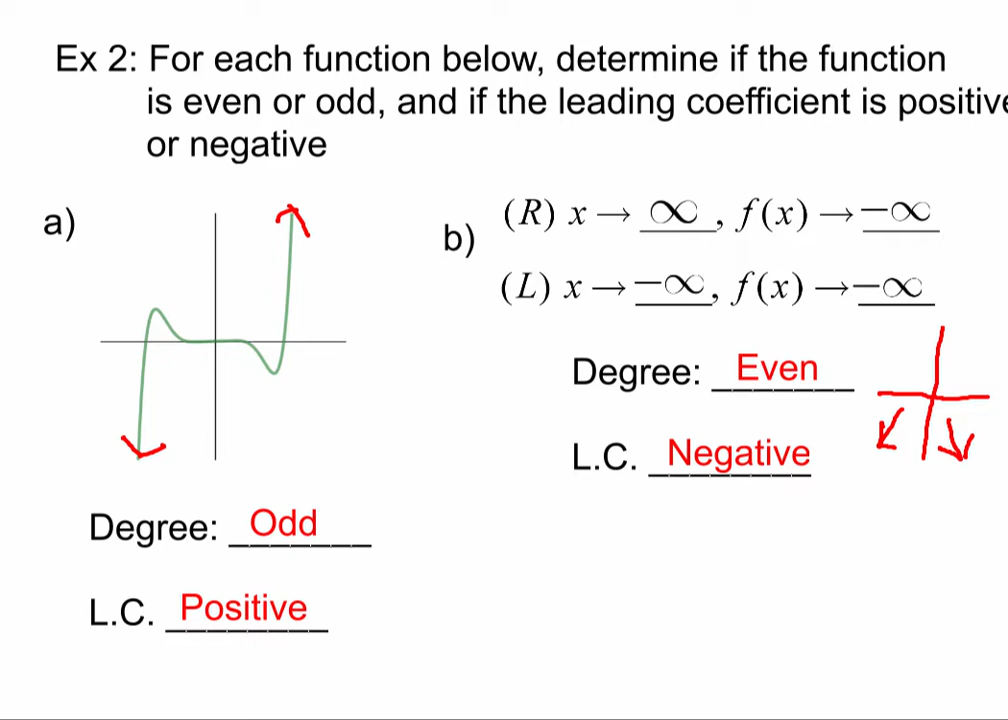 Ex 2: For each function below, determine if the function
is even or odd, and if the leading coefficient is positive
or negative
a)
b)
(R) x → ∞, f(x) → −∞
(L) x → −∞, f(x) → −∞
Degree: Even
L.C. Negative
Degree: Odd
L.C. Positive